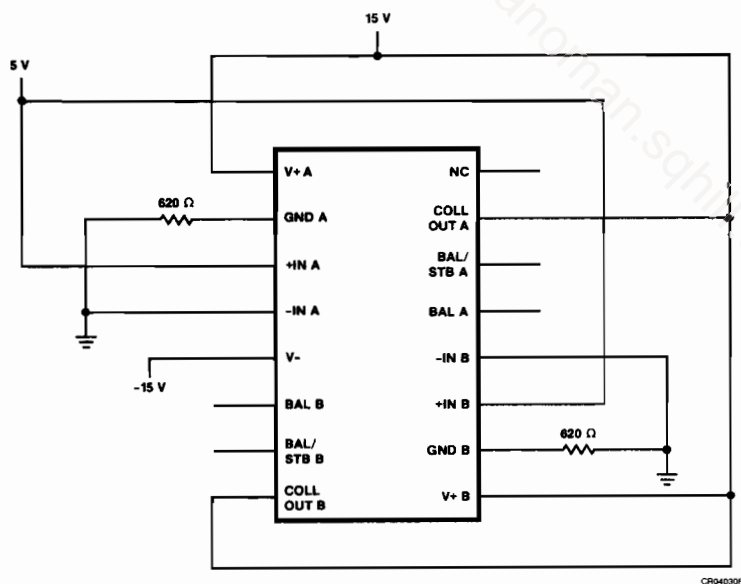 15 V
5 V
V+ A
NC
620 Ω
GND A
COLL
OUT A
+IN A
BAL/
STB A
-IN A
BAL A
V-
-IN B
-15 V
BAL B
+IN B
620 Ω
BAL/
STB B
GND B
COLL
OUT B
V+ B